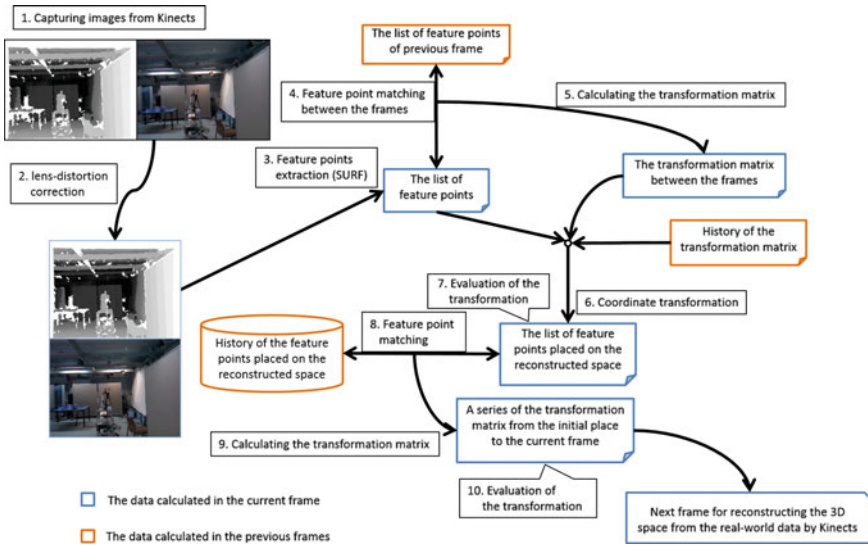 1. Capturing images from Kinects
The list of feature points
of previous frame
4. Feature point matching
between the frames
5. Calculating the transformation matrix
2. lens-distortion
correction
3. Feature points
extraction (SURF)
The list of
feature points
The transformation matrix
between the frames
History of the
transformation matrix
7. Evaluation of the
transformation
6. Coordinate transformation
8. Feature point
matching
History of the feature
points placed on the
reconstructed space
The list of feature
points placed on the
reconstructed space
9. Calculating the transformation matrix
A series of the transformation
matrix from the initial place
to the current frame
10. Evaluation of
the transformation
The data calculated in the current frame
The data calculated in the previous frames
Next frame for reconstructing the 3D
space from the real-world data by Kinects